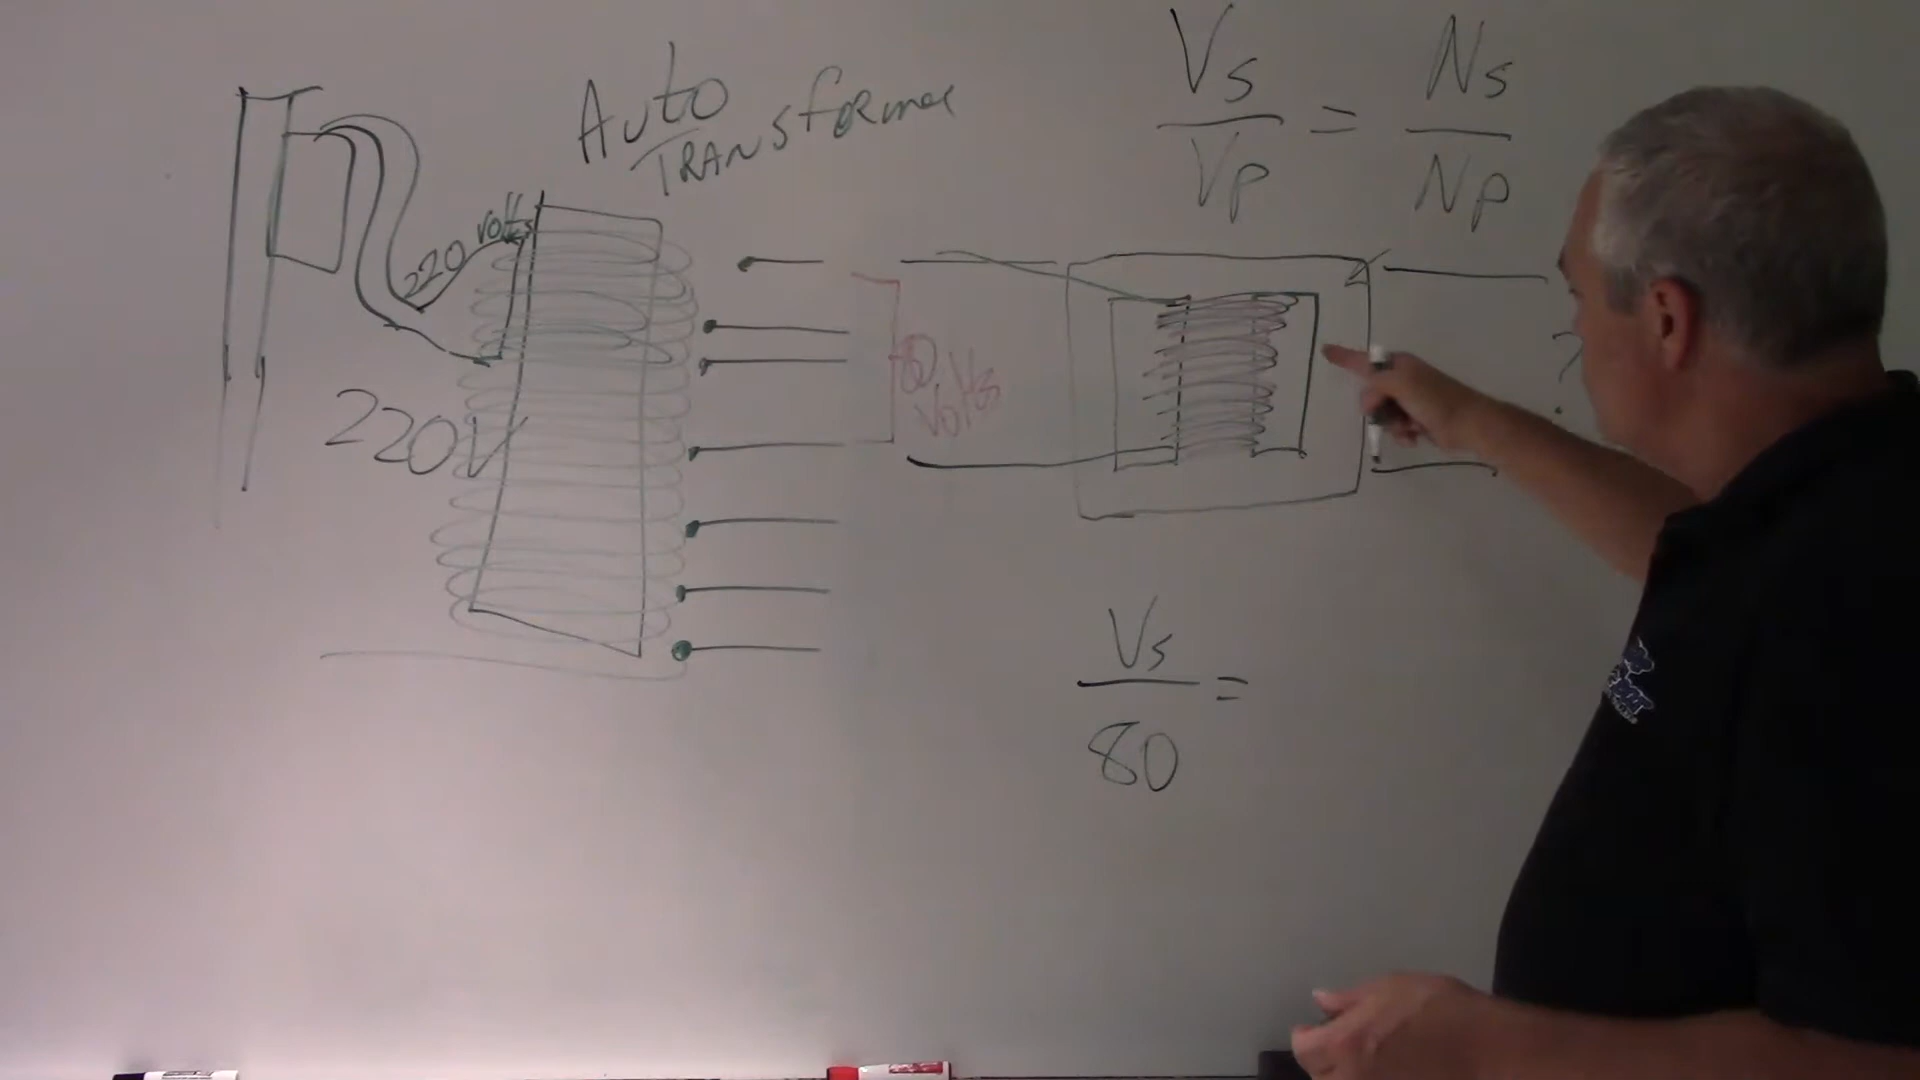 Auto
TRANSformer
Vs
Vp
=
Ns
Np
220 volts
220V
80
Volts
?
Vs
80
=